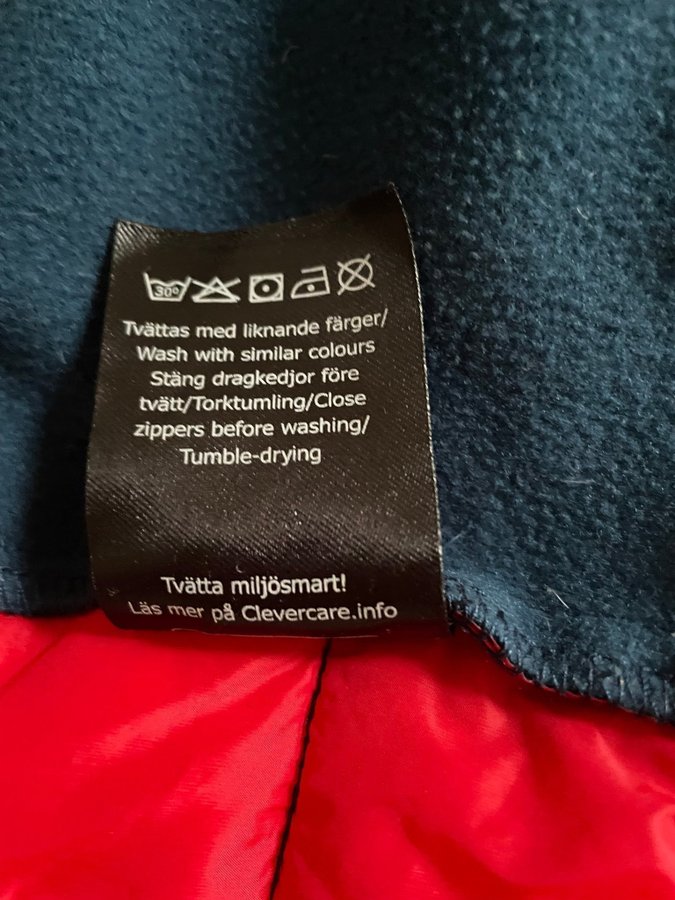 30°
Tvättas med liknande färger/
Wash with similar colours
Stäng dragkedjor före
tvätt/Torktumling/Close
zippers before washing/
Tumble-drying
Tvätta miljösmart!
Läs mer på Clevercare.info